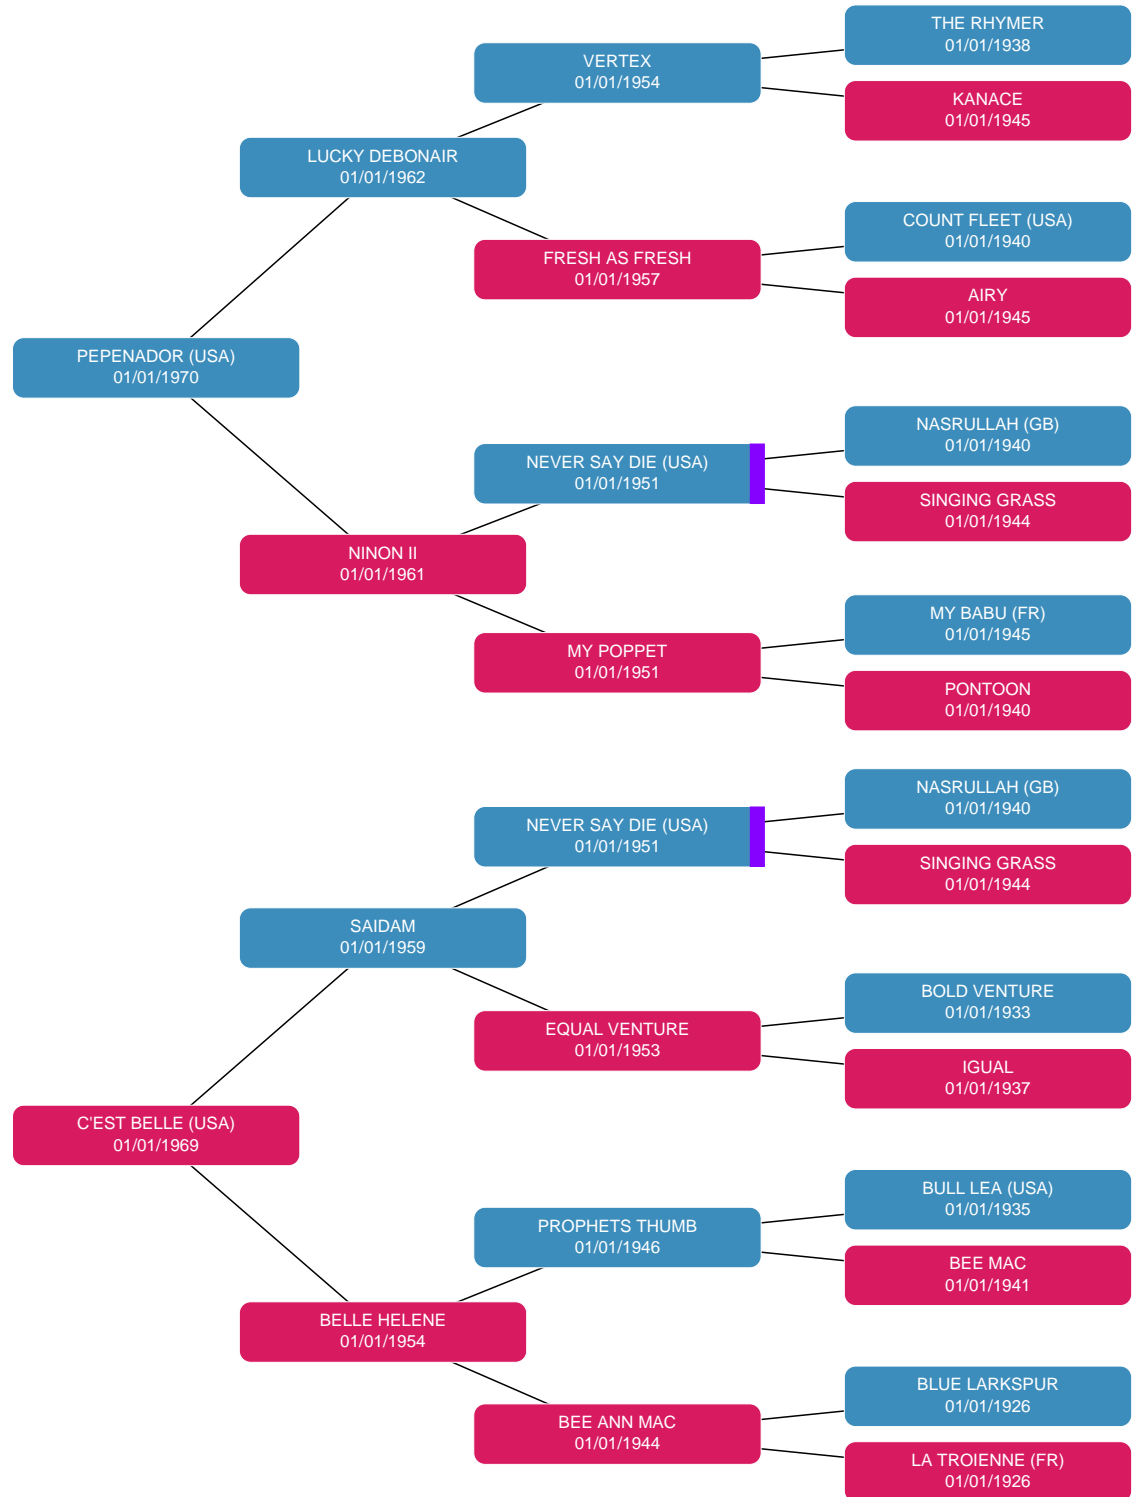 THE RHYMER
01/01/1938
VERTEX
01/01/1954
KANACE
01/01/1945
LUCKY DEBONAIR
01/01/1962
COUNT FLEET (USA)
01/01/1940
FRESH AS FRESH
01/01/1957
AIRY
01/01/1945
PEPENADOR (USA)
01/01/1970
NASRULLAH (GB)
01/01/1940
NEVER SAY DIE (USA)
01/01/1951
SINGING GRASS
01/01/1944
NINON II
01/01/1961
MY BABU (FR)
01/01/1945
MY POPPET
01/01/1951
PONTOON
01/01/1940
NASRULLAH (GB)
01/01/1940
NEVER SAY DIE (USA)
01/01/1951
SINGING GRASS
01/01/1944
SAIDAM
01/01/1959
BOLD VENTURE
01/01/1933
EQUAL VENTURE
01/01/1953
IGUAL
01/01/1937
C'EST BELLE (USA)
01/01/1969
BULL LEA (USA)
01/01/1935
PROPHETS THUMB
01/01/1946
BEE MAC
01/01/1941
BELLE HELENE
01/01/1954
BLUE LARKSPUR
01/01/1926
BEE ANN MAC
01/01/1944
LA TROIENNE (FR)
01/01/1926